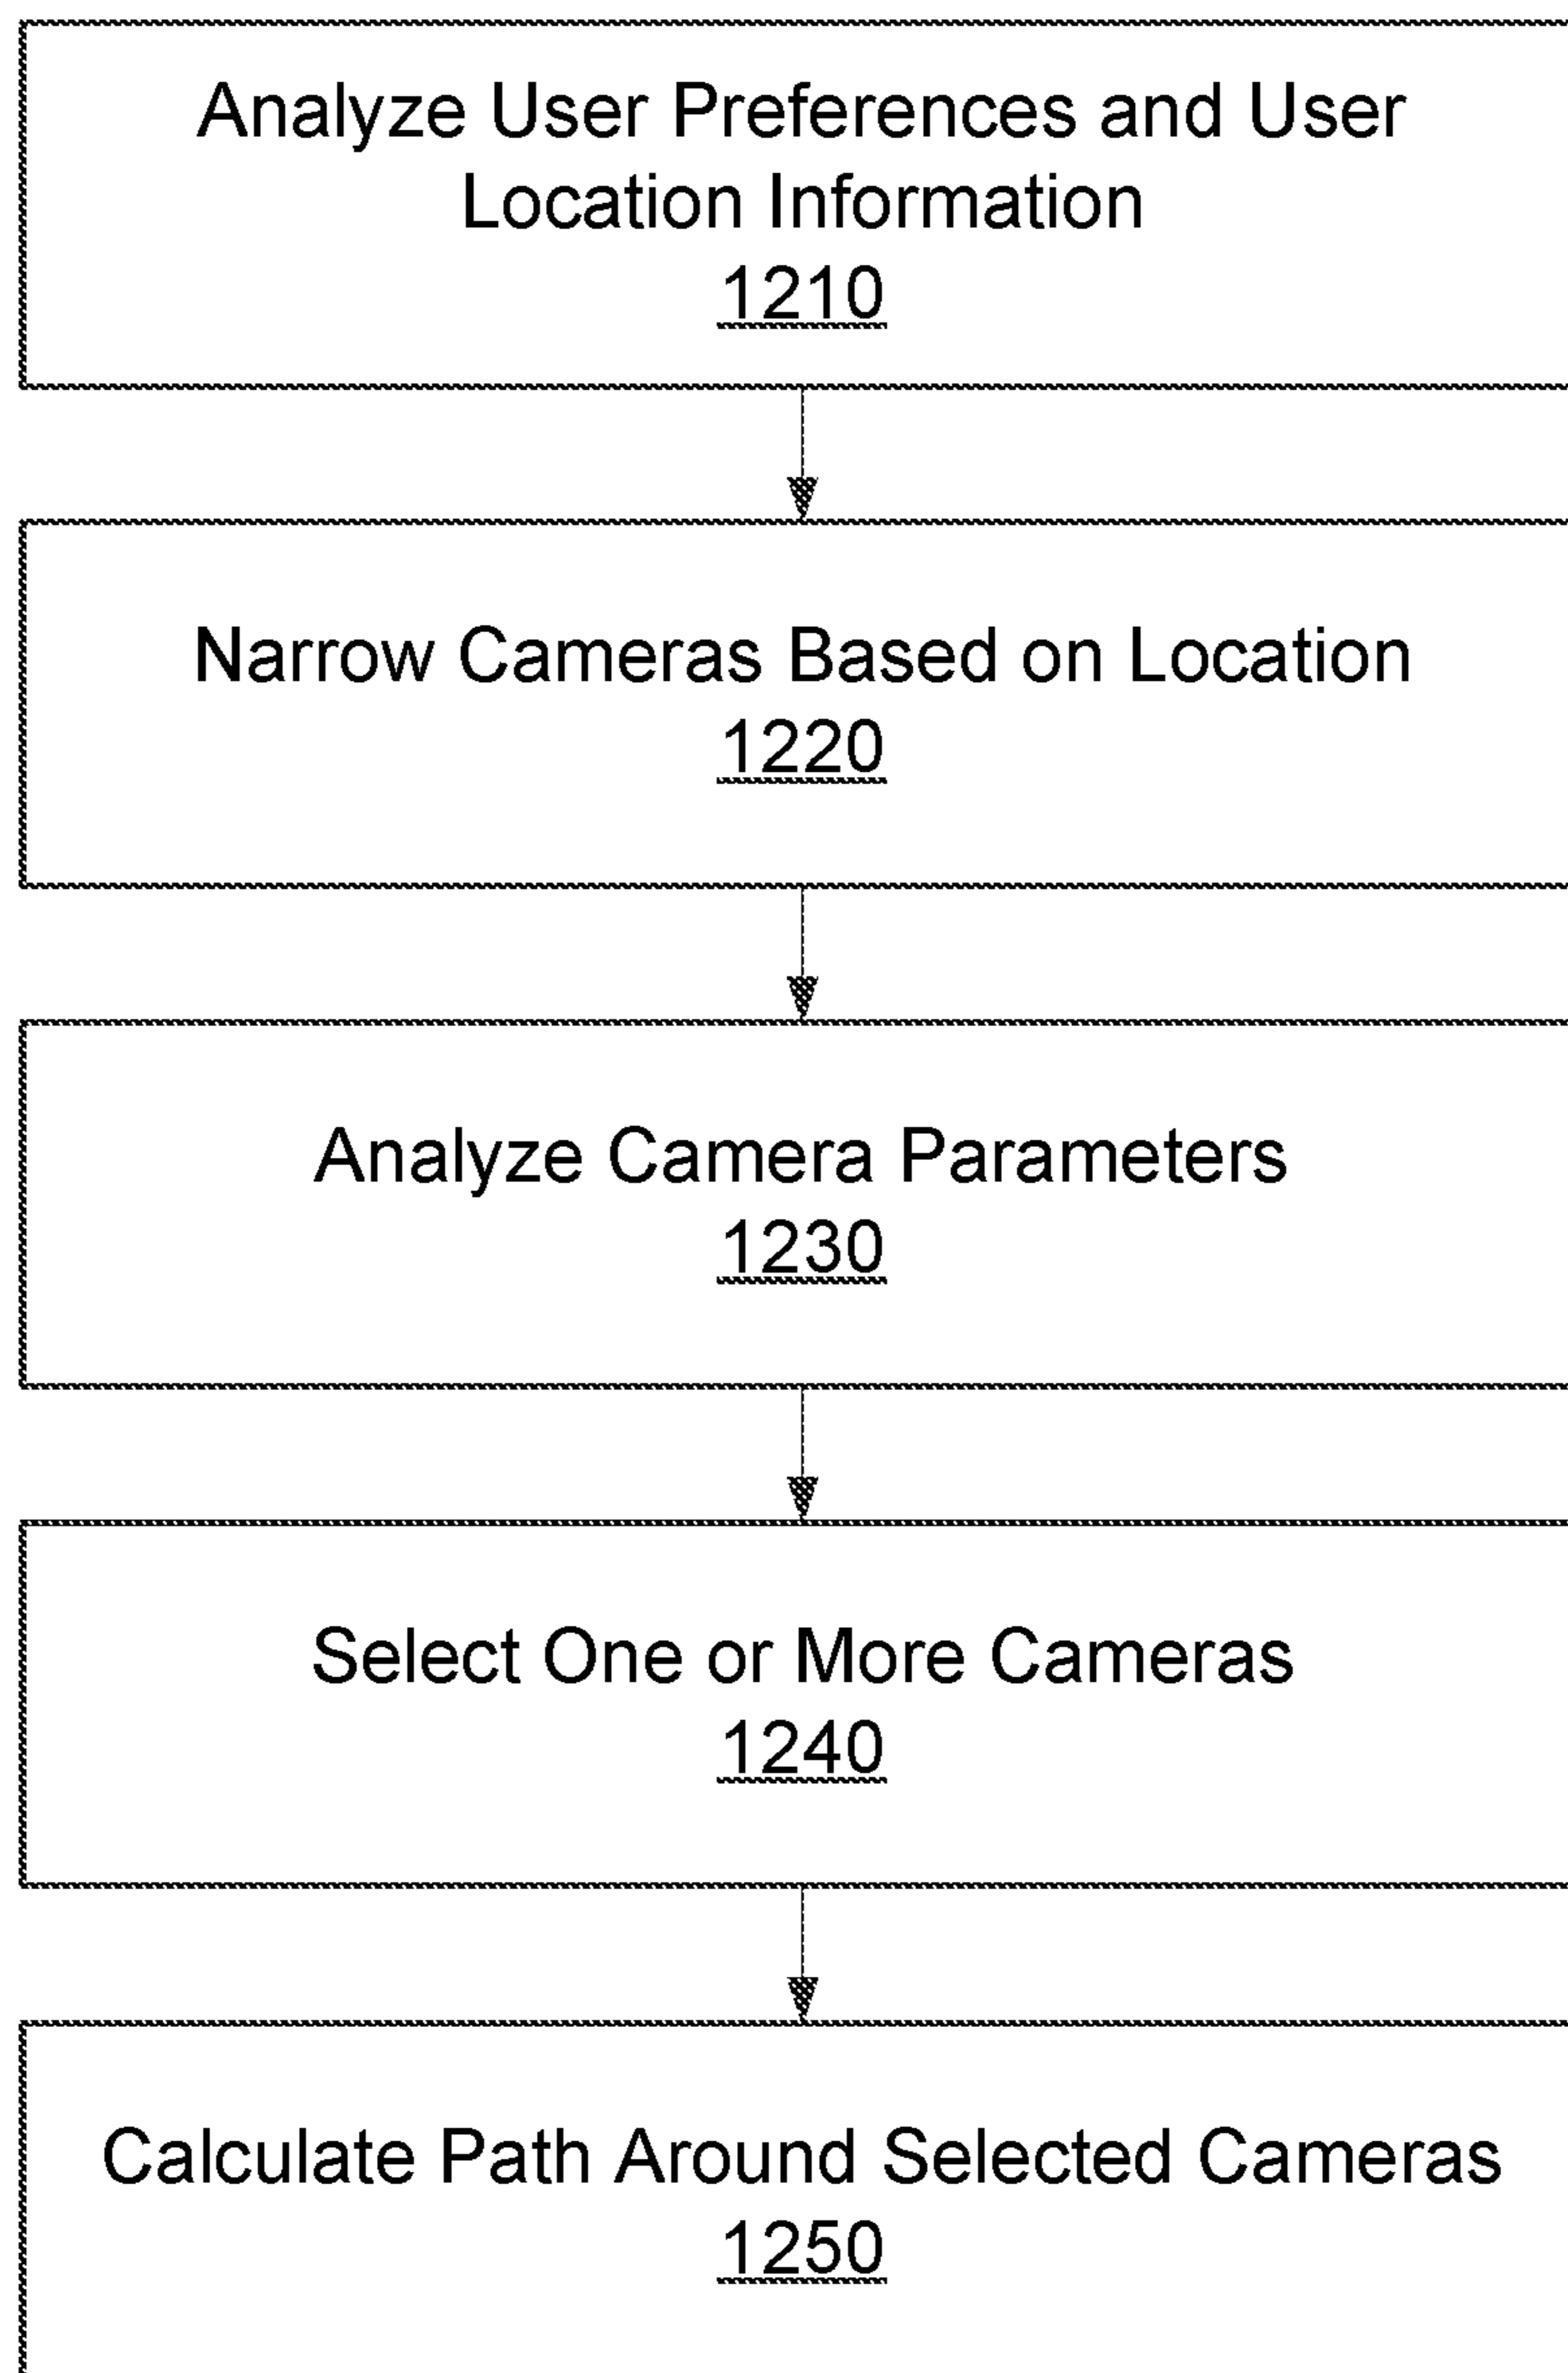 Analyze User Preferences and User
Location Information
1210
Narrow Cameras Based on Location
1220
Analyze Camera Parameters
1230
Select One or More Cameras
1240
Calculate Path Around Selected Cameras
1250